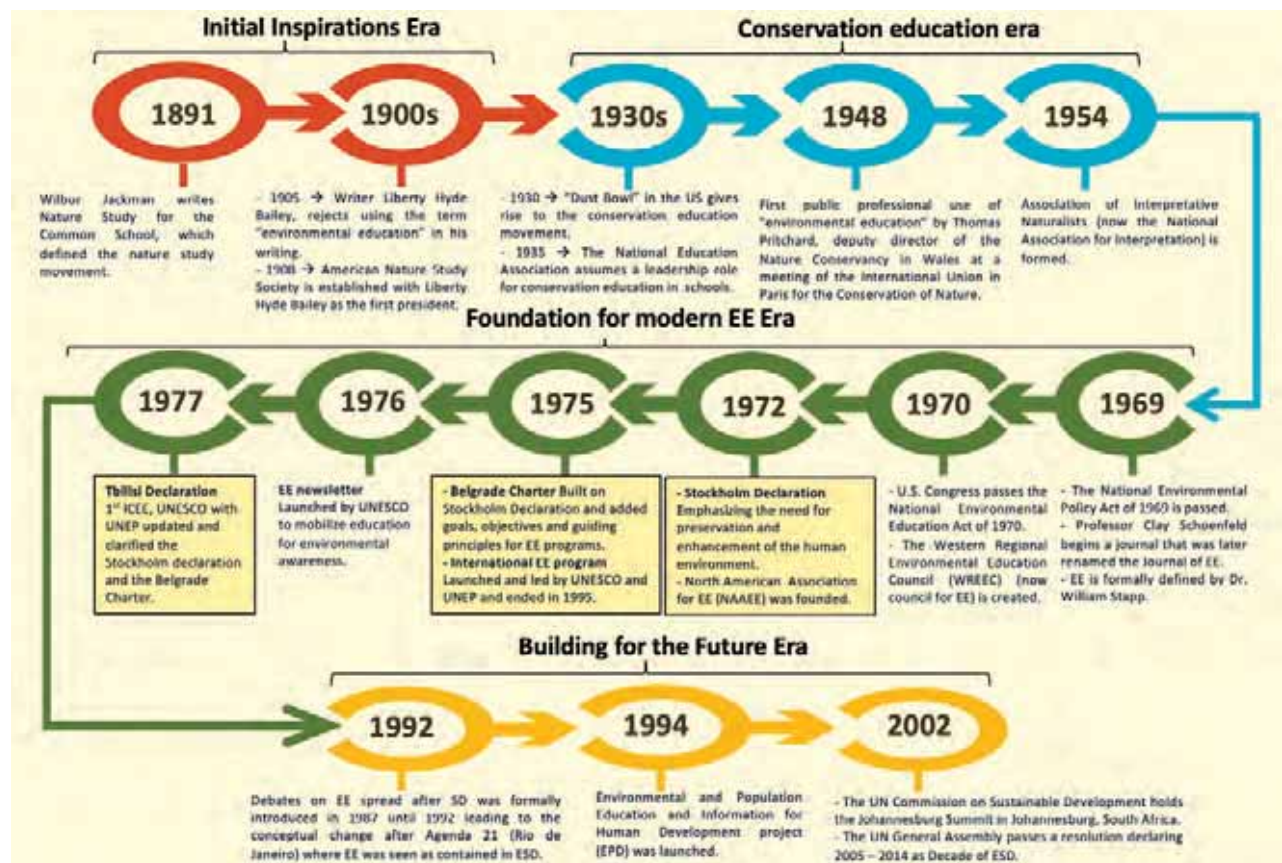 Initial Inspirations Era
Conservation education era
1891
1900s
1930s
1948
1954
Wilbur Jackman writes
Nature Study for the
Common School, which
defined the nature study
movement.
- 1905 → Writer Liberty Hyde
Bailey, rejects using the term
"environmental education" in his
writing.
- 1908 → American Nature Study
Society is established with Liberty
Hyde Bailey as the first president.
- 1930 → "Dust Bowl" in the US gives
rise to the conservation education
movement.
- 1935 → The National Education
Association assumes a leadership role
for conservation education in schools.
First public professional use of
"environmental education" by Thomas
Pritchard, deputy director of the
Nature Conservancy in Wales at a
meeting of the International Union in
Paris for the Conservation of Nature.
Association of Interpretative
Naturalists (now the National
Association for Interpretation) is
formed.
Foundation for modern EE Era
1977
1976
1975
1972
1970
1969
Tbilisi Declaration
1st ICEE, UNESCO with
UNEP updated and
clarified the
Stockholm declaration
and the Belgrade
Charter.
EE newsletter
Launched by UNESCO
to mobilize education
for environmental
awareness.
- Belgrade Charter Built on
Stockholm Declaration and added
goals, objectives and guiding
principles for EE programs.
- International EE program
Launched and led by UNESCO and
UNEP and ended in 1995.
- Stockholm Declaration
Emphasizing the need for
preservation and
enhancement of the human
environment.
- North American Association
for EE (NAAEE) was founded.
- U.S. Congress passes the
National Environmental
Education Act of 1970.
- The Western Regional
Environmental Education
Council (WREEC) (now
council for EE) is created.
- The National Environmental
Policy Act of 1969 is passed.
- Professor Clay Schoenfeld
begins a journal that was later
renamed the Journal of EE.
- EE is formally defined by Dr.
William Stapp.
Building for the Future Era
1992
1994
2002
Debates on EE spread after SD was formally
introduced in 1987 until 1992 leading to the
conceptual change after Agenda 21 (Rio de
Janeiro) where EE was seen as contained in ESD.
Environmental and Population
Education and Information for
Human Development project
(EPD) was launched.
- The UN Commission on Sustainable Development holds
the Johannesburg Summit in Johannesburg, South Africa.
- The UN General Assembly passes a resolution declaring
2005 – 2014 as Decade of ESD.